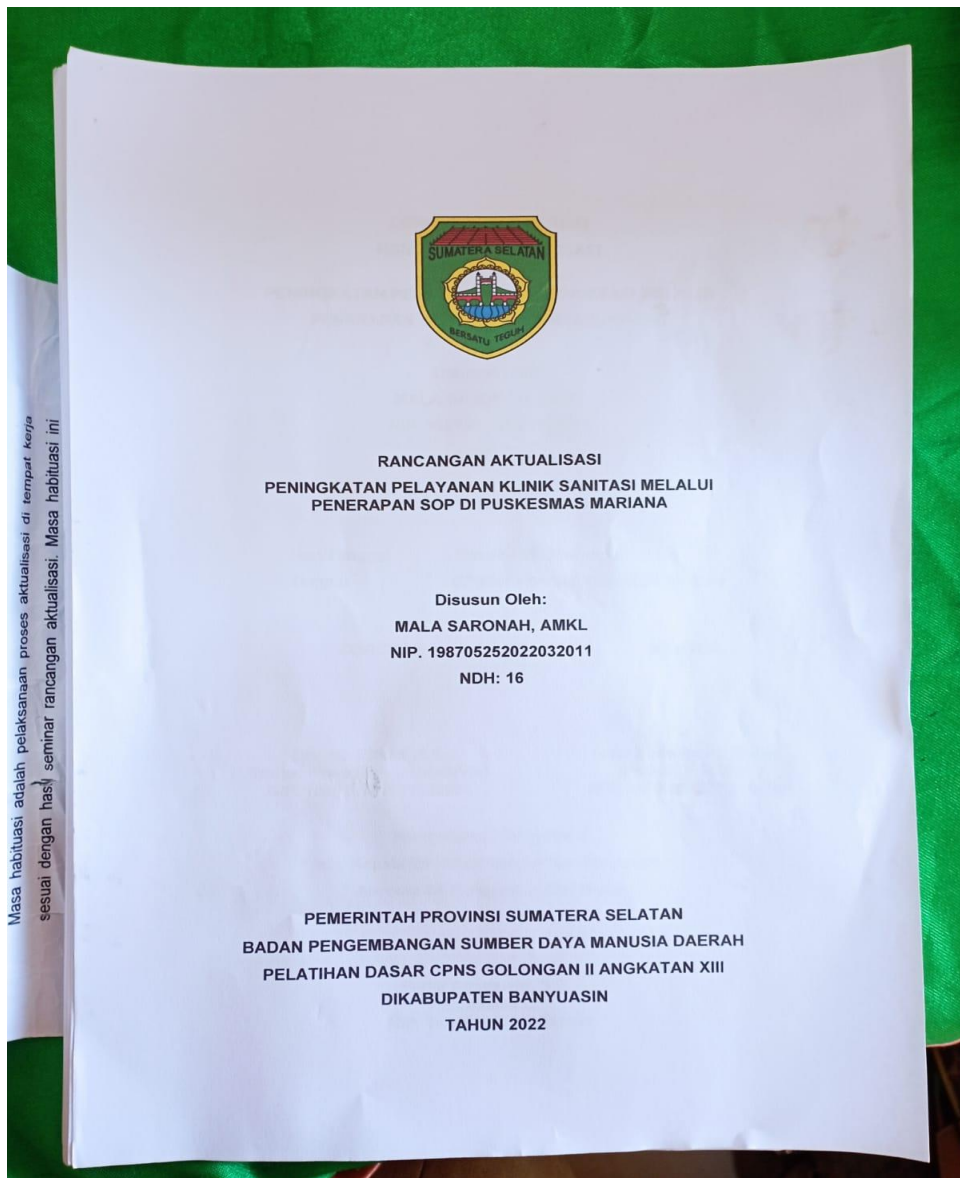 SUMATERA SELATAN
BERSATU TEGUH
RANCANGAN AKTUALISASI
PENINGKATAN PELAYANAN KLINIK SANITASI MELALUI
PENERAPAN SOP DI PUSKESMAS MARIANA
Disusun Oleh:
MALA SARONAH, AMKL
NIP. 198705252022032011
NDH: 16
PEMERINTAH PROVINSI SUMATERA SELATAN
BADAN PENGEMBANGAN SUMBER DAYA MANUSIA DAERAH
PELATIHAN DASAR CPNS GOLONGAN II ANGKATAN XIII
DIKABUPATEN BANYUASIN
TAHUN 2022
Masa habituasi adalah pelaksanaan proses aktualisasi di tempat kerja
sesuai dengan hasil seminar rancangan aktualisasi. Masa habituasi ini